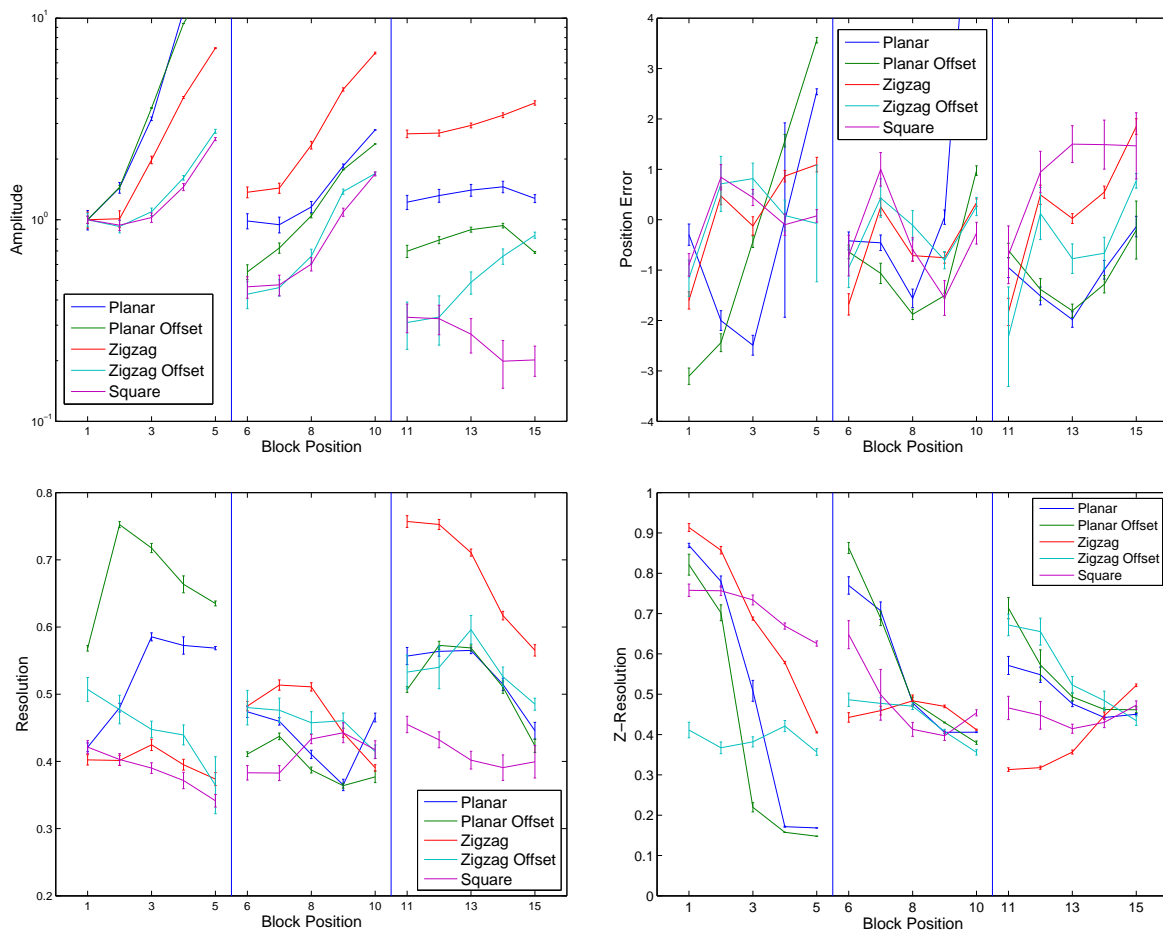 Amplitude
10^1
10^0
10^-1
Planar
Planar Offset
Zigzag
Zigzag Offset
Square
1 3 5 6 8 10 11 13 15
Block Position
Position Error
4
3
2
1
0
−1
−2
−3
−4
Planar
Planar Offset
Zigzag
Zigzag Offset
Square
1 3 5 6 8 10 11 13 15
Block Position
Resolution
0.8
0.7
0.6
0.5
0.4
0.3
0.2
Planar
Planar Offset
Zigzag
Zigzag Offset
Square
1 3 5 6 8 10 11 13 15
Block Position
Z−Resolution
1
0.9
0.8
0.7
0.6
0.5
0.4
0.3
0.2
0.1
0
Planar
Planar Offset
Zigzag
Zigzag Offset
Square
1 3 5 6 8 10 11 13 15
Block Position